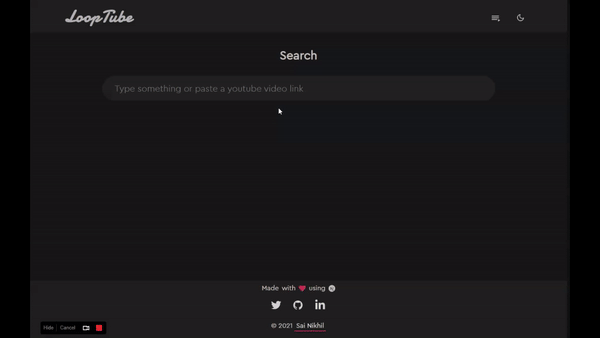 LoopTube
Search
Type something or paste a youtube video link
Made with using
© 2021 Sai Nikhil
Hide Cancel